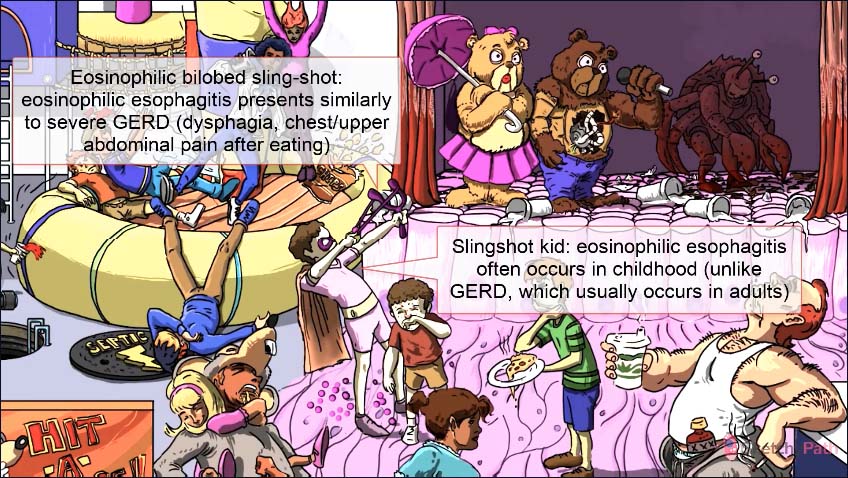 Eosinophilic bilobed sling-shot:
eosinophilic esophagitis presents similarly
to severe GERD (dysphagia, chest/upper
abdominal pain after eating)
Slingshot kid: eosinophilic esophagitis
often occurs in childhood (unlike
GERD, which usually occurs in adults)
SEPTIC
HIT
A
XXX